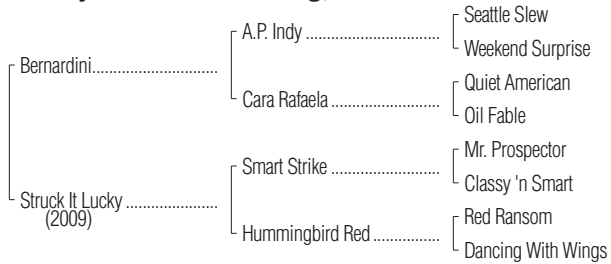 Bernardini..............................
A.P. Indy ................................
Seattle Slew
Weekend Surprise
Cara Rafaela ..........................
Quiet American
Oil Fable
Struck It Lucky ......................
(2009)
Smart Strike ..........................
Mr. Prospector
Classy 'n Smart
Hummingbird Red................
Red Ransom
Dancing With Wings